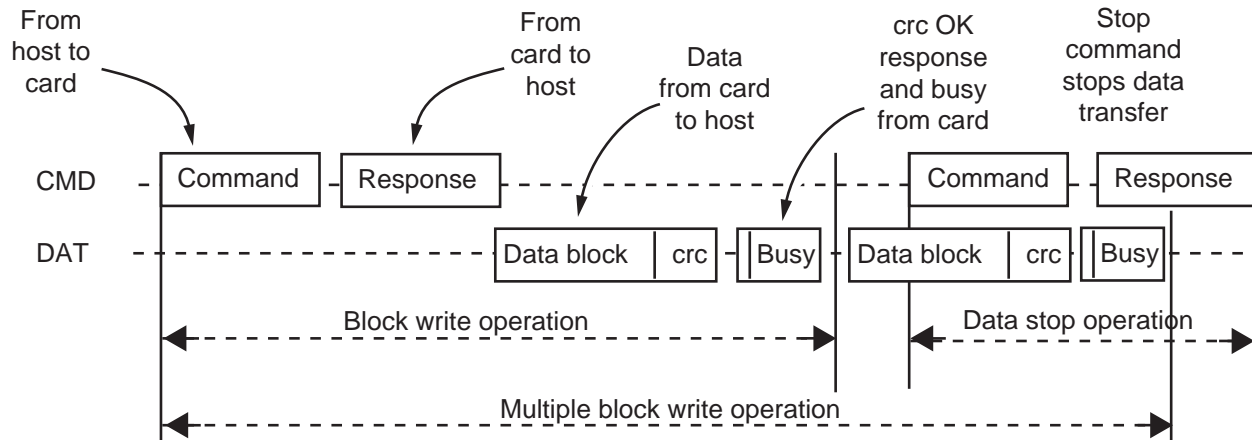 From
host to
card
From
card to
host
Data
from card
to host
crc OK
response
and busy
from card
Stop
command
stops data
transfer
CMD
Command
Response
Command
Response
DAT
Data block
crc
Busy
Data block
crc
Busy
Block write operation
Data stop operation
Multiple block write operation